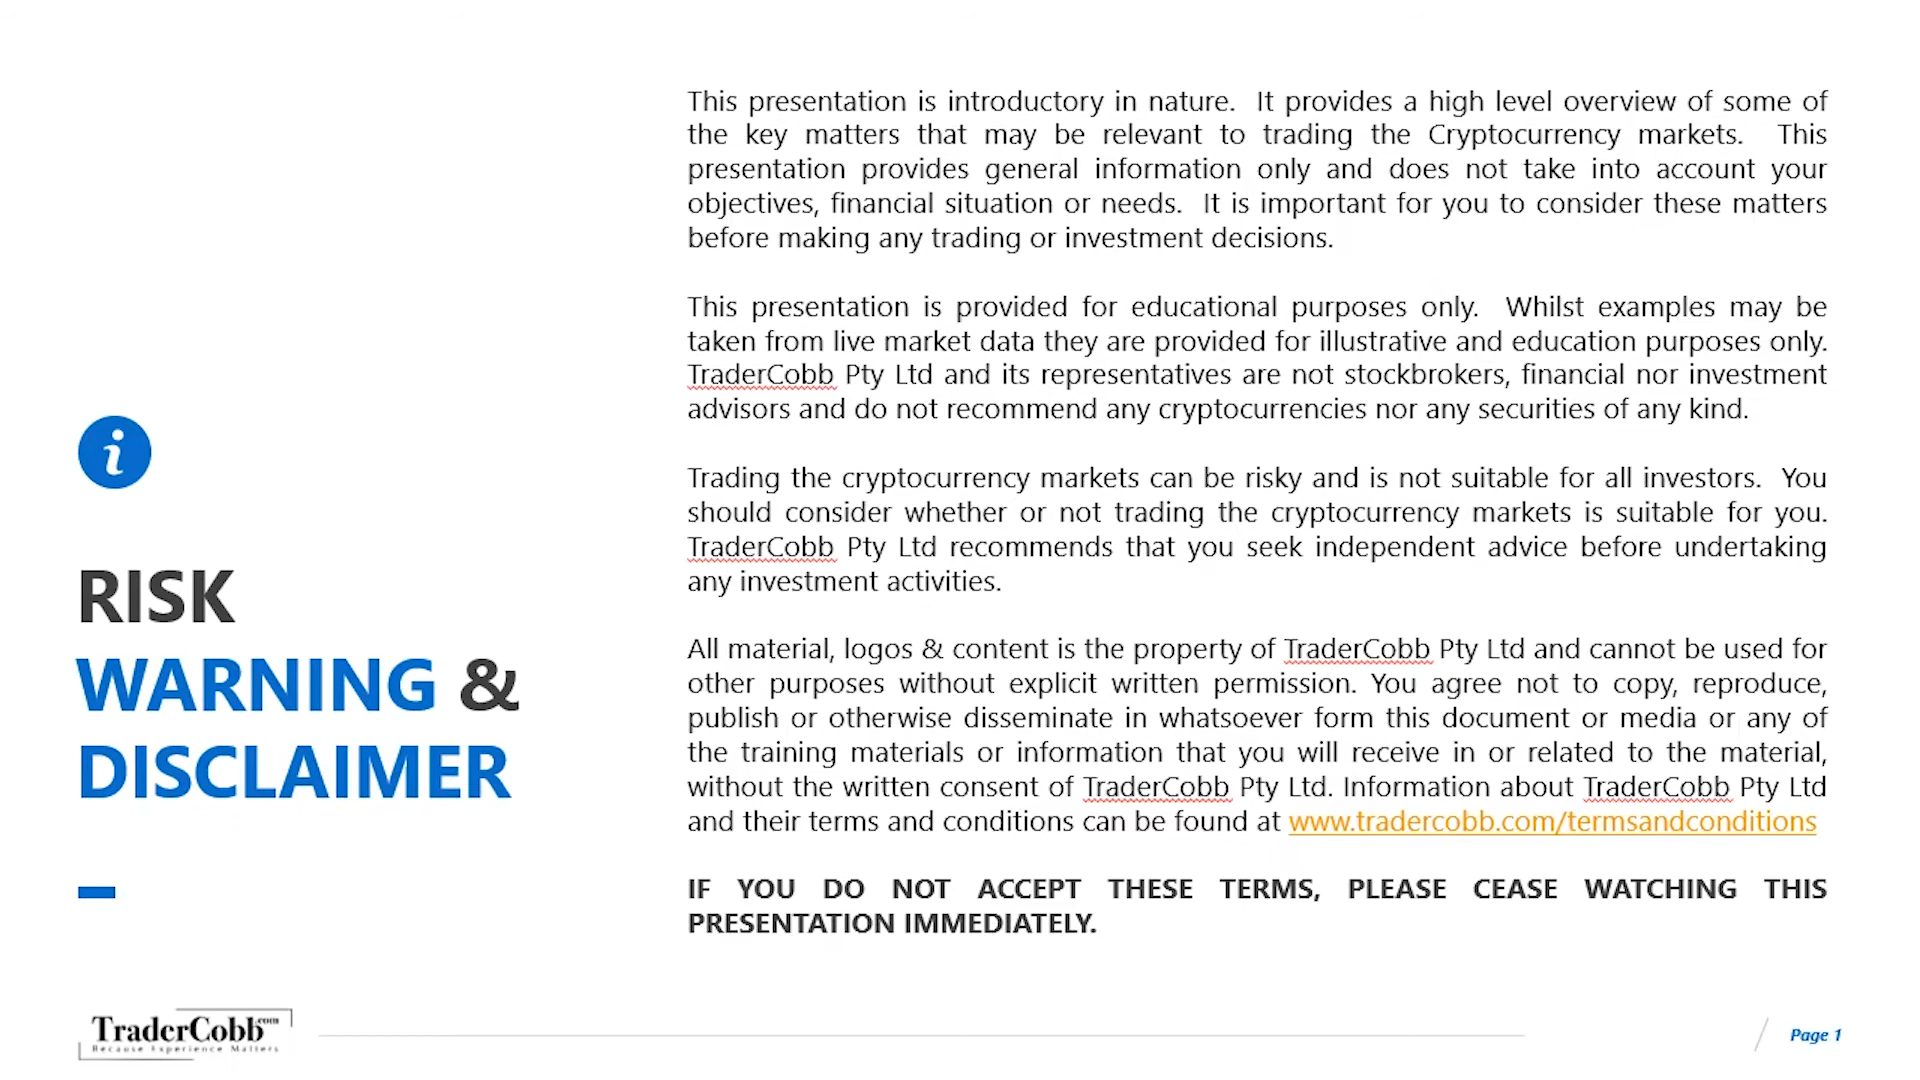 This presentation is introductory in nature.  It provides a high level overview of some of
the key matters that may be relevant to trading the Cryptocurrency markets.  This
presentation provides general information only and does not take into account your
objectives, financial situation or needs.  It is important for you to consider these matters
before making any trading or investment decisions.
This presentation is provided for educational purposes only.  Whilst examples may be
taken from live market data they are provided for illustrative and education purposes only.
TraderCobb Pty Ltd and its representatives are not stockbrokers, financial nor investment
advisors and do not recommend any cryptocurrencies nor any securities of any kind.
Trading the cryptocurrency markets can be risky and is not suitable for all investors.  You
should consider whether or not trading the cryptocurrency markets is suitable for you.
TraderCobb Pty Ltd recommends that you seek independent advice before undertaking
any investment activities.
All material, logos & content is the property of TraderCobb Pty Ltd and cannot be used for
other purposes without explicit written permission. You agree not to copy, reproduce,
publish or otherwise disseminate in whatsoever form this document or media or any of
the training materials or information that you will receive in or related to the material,
without the written consent of TraderCobb Pty Ltd. Information about TraderCobb Pty Ltd
and their terms and conditions can be found at www.tradercobb.com/termsandconditions
IF YOU DO NOT ACCEPT THESE TERMS, PLEASE CEASE WATCHING THIS
PRESENTATION IMMEDIATELY.
i
RISK
WARNING &
DISCLAIMER
TraderCobb.com
Because Experience Matters
Page 1